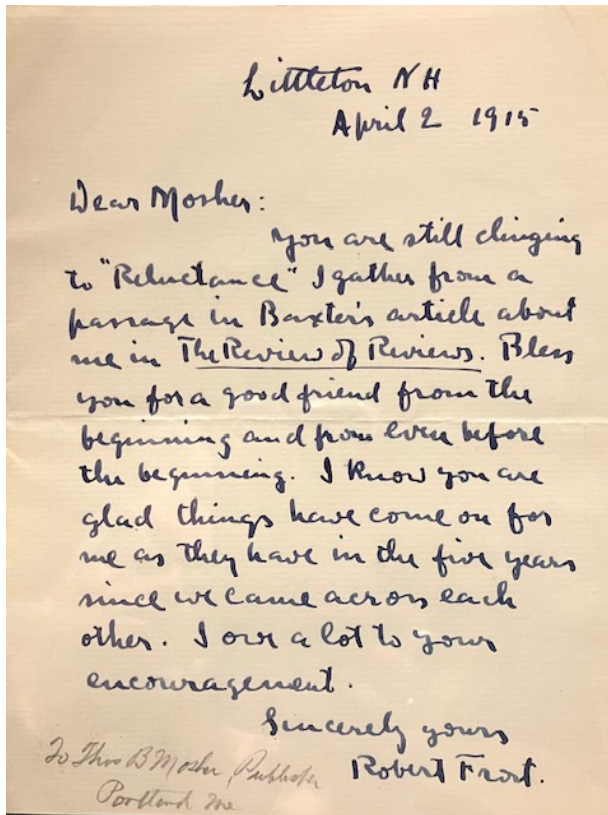 Littleton NH
April 2 1915
Dear Mosher:
You are still clinging
to "Reluctance" I gather from a
passage in Baxter's article about
me in The Review of Reviews. Bless
you for a good friend from the
beginning and from even before
the beginning. I know you are
glad things have come on for
me as they have in the five years
since we came across each
other. I owe a lot to your
encouragement.
Sincerely yours
Robert Frost.
To Thos B Mosher, Publisher
Portland Me